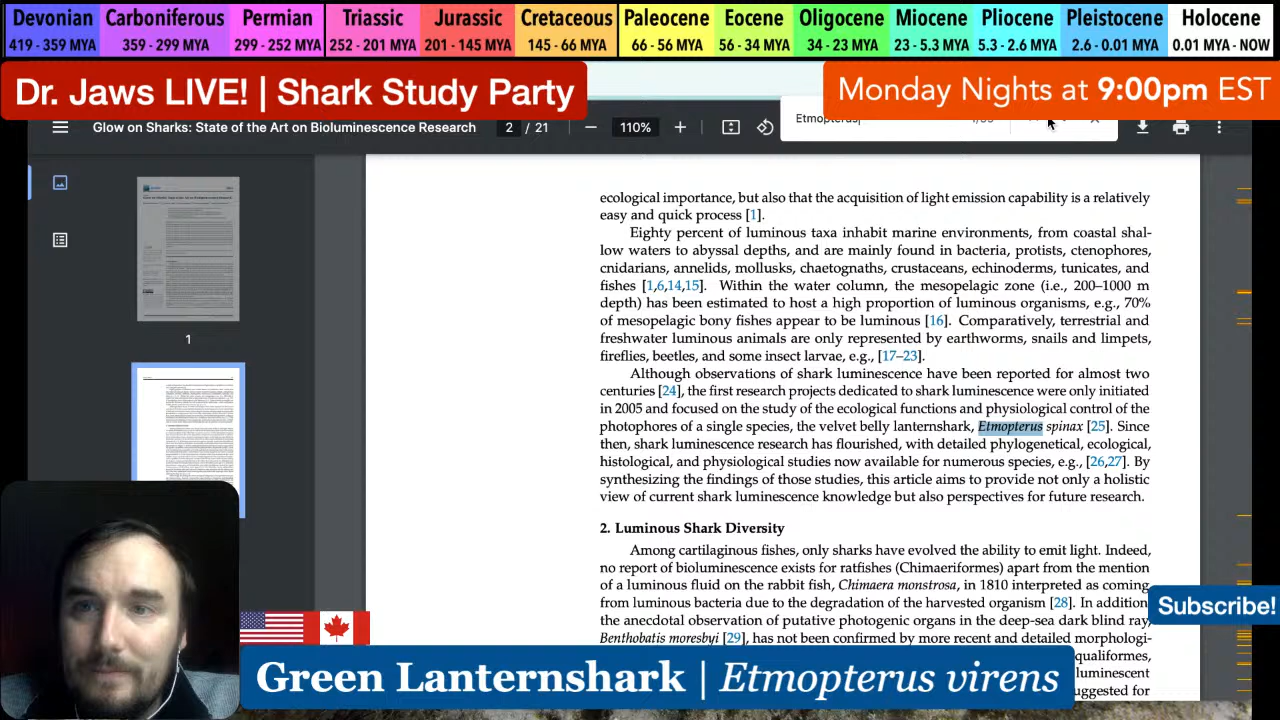 Devonian Carboniferous Permian Triassic Jurassic Cretaceous Paleocene Eocene Oligocene Miocene Pliocene Pleistocene Holocene
419 - 359 MYA 359 - 299 MYA 299 - 252 MYA 252 - 201 MYA 201 - 145 MYA 145 - 66 MYA 66 - 56 MYA 56 - 34 MYA 34 - 23 MYA 23 - 5.3 MYA 5.3 - 2.6 MYA 2.6 - 0.01 MYA 0.01 MYA - NOW
Dr. Jaws LIVE! | Shark Study Party
Monday Nights at 9:00pm EST
Glow on Sharks: State of the Art on Bioluminescence Research 2 / 21 110% Etmopterus
ecological importance, but also that the acquisition of light emission capability is a relatively
easy and quick process [1].
Eighty percent of luminous taxa inhabit marine environments, from coastal shal-
low waters to abyssal depths, and are mainly found in bacteria, protists, ctenophores,
cnidarians, annelids, mollusks, chaetognaths, crustaceans, echinoderms, tunicates, and
fishes [1,6,14,15]. Within the water column, the mesopelagic zone (i.e., 200–1000 m
depth) has been estimated to host a high proportion of luminous organisms, e.g., 70%
of mesopelagic bony fishes appear to be luminous [16]. Comparatively, terrestrial and
freshwater luminous animals are only represented by earthworms, snails and limpets,
fireflies, beetles, and some insect larvae, e.g., [17–23].
Although observations of shark luminescence have been reported for almost two
centuries [24], the first research projects dedicated to shark luminescence were only initiated
in 2005 and focused on the study of the ecological functions and physiological control of the
photophores of a single species, the velvet belly lanternshark, Etmopterus spinax [25]. Since
then, shark luminescence research has flourished, with detailed phylogenetical, ecological,
histological, and physiological studies now available for numerous species, e.g., [26,27]. By
synthesizing the findings of those studies, this article aims to provide not only a holistic
view of current shark luminescence knowledge but also perspectives for future research.
2. Luminous Shark Diversity
Among cartilaginous fishes, only sharks have evolved the ability to emit light. Indeed,
no report of bioluminescence exists for ratfishes (Chimaeriformes) apart from the mention
of a luminous fluid on the rabbit fish, Chimaera monstrosa, in 1810 interpreted as coming
from luminous bacteria due to the degradation of the harvested organism [28]. In addition
the anecdotal observation of putative photogenic organs in the deep-sea dark blind ray,
Benthobatis moresbyi [29], has not been confirmed by more recent and detailed morphologi-
qualiformes,
luminescent
uggested for
1
Subscribe!
Green Lanternshark | Etmopterus virens